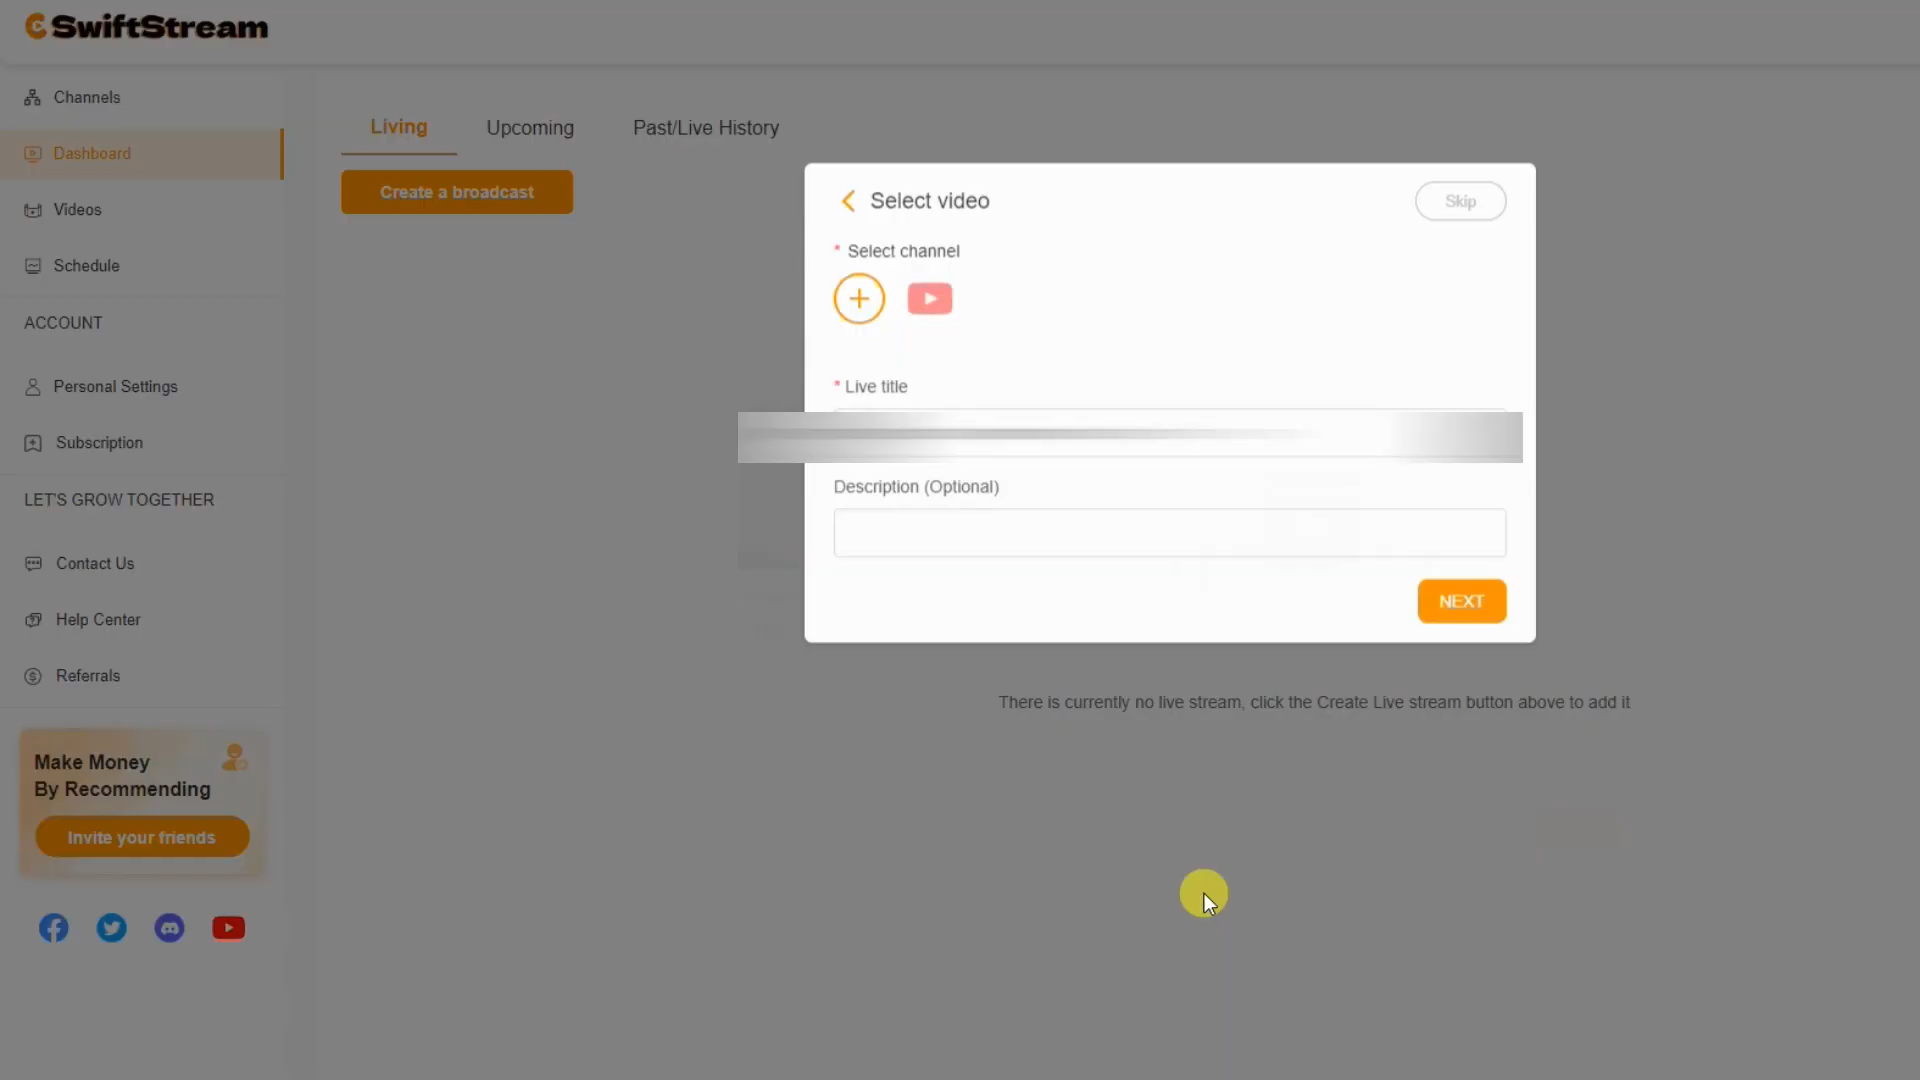 SwiftStream
Channels
Dashboard
Videos
Schedule
ACCOUNT
Personal Settings
Subscription
LET'S GROW TOGETHER
Contact Us
Help Center
Referrals
Make Money
By Recommending
Invite your friends
Living
Upcoming
Past/Live History
Create a broadcast
Select video
Skip
* Select channel
* Live title
Description (Optional)
NEXT
There is currently no live stream, click the Create Live stream button above to add it